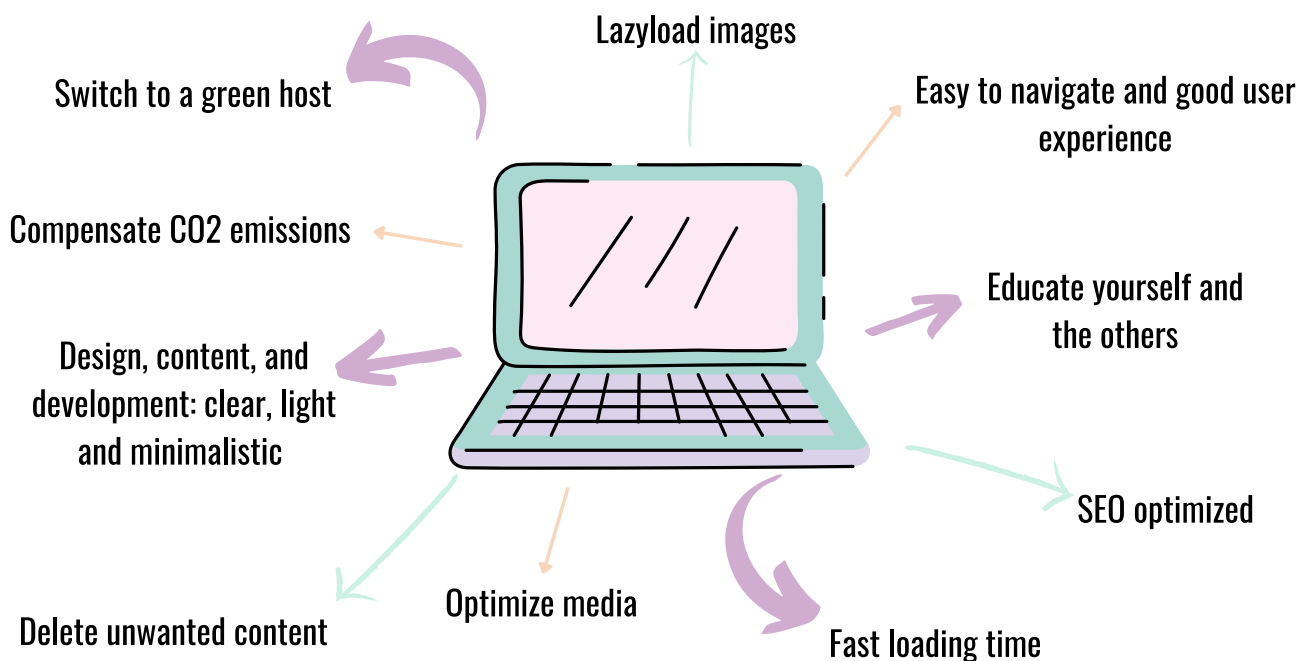 Lazyload images
Switch to a green host
Easy to navigate and good user
experience
Compensate CO2 emissions
Educate yourself and
the others
Design, content, and
development: clear, light
and minimalistic
SEO optimized
Optimize media
Delete unwanted content
Fast loading time